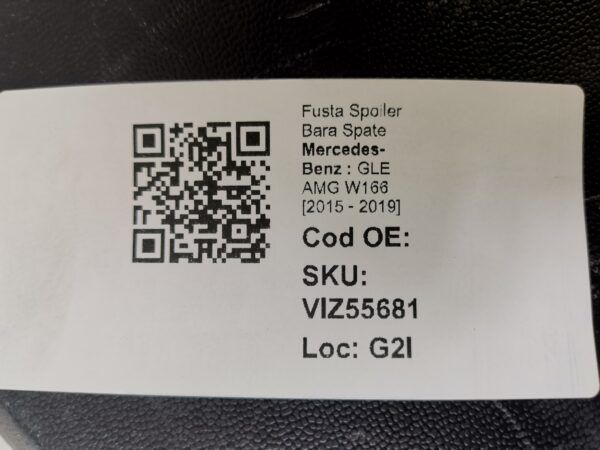 Fusta Spoiler
Bara Spate
Mercedes-
Benz : GLE
AMG W166
[2015 - 2019]
Cod OE:
SKU:
VIZ55681
Loc: G2I